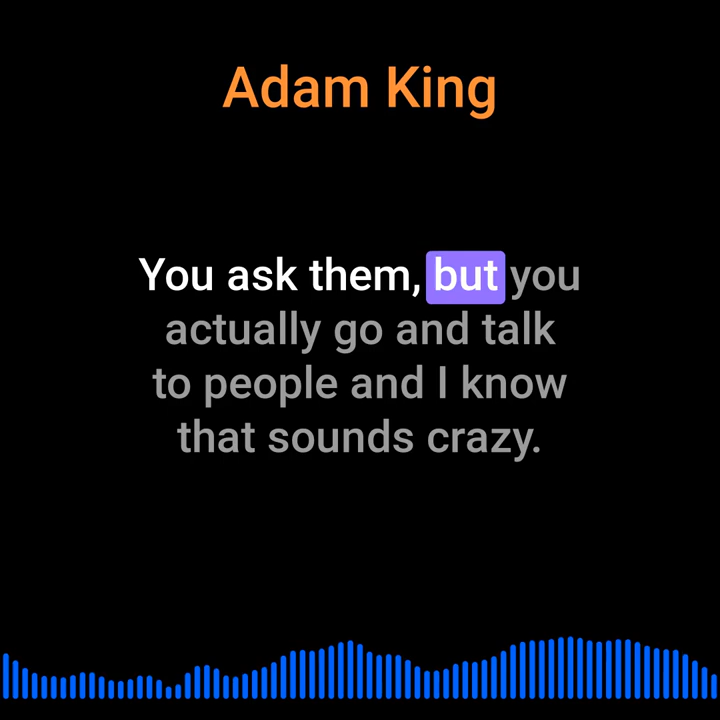 Adam King
You ask them, but you
actually go and talk
to people and I know
that sounds crazy.